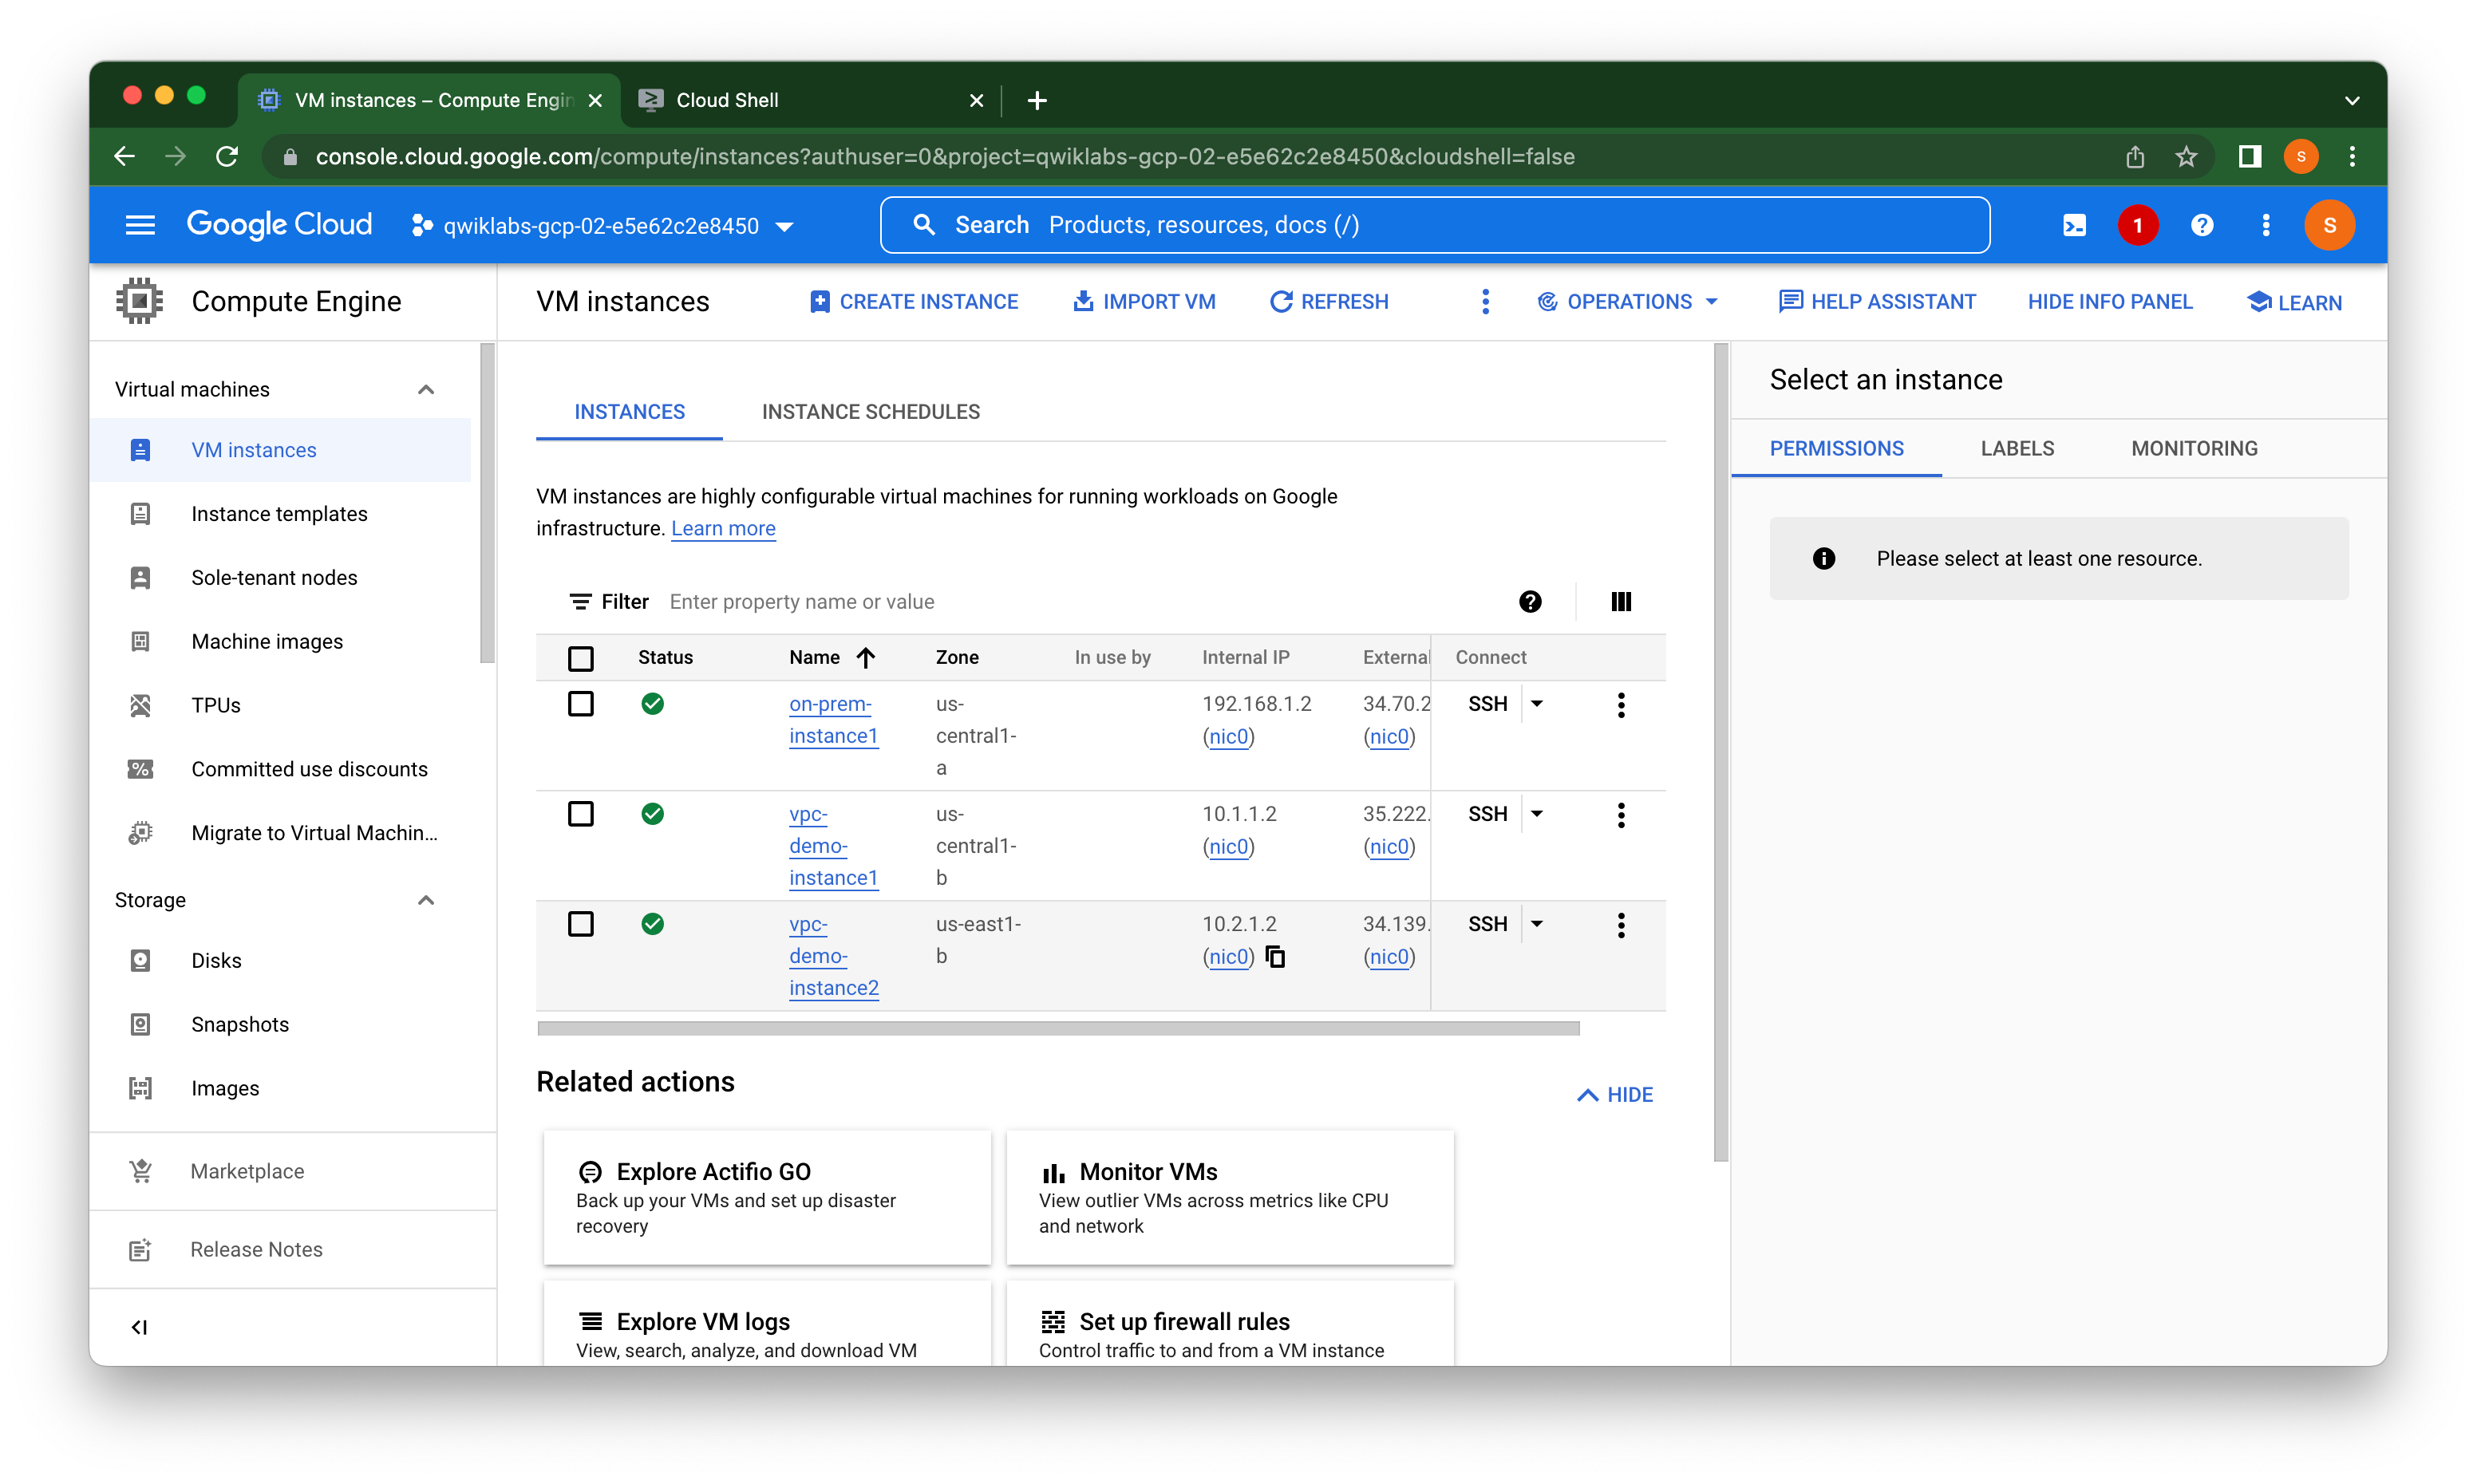 VM instances – Compute Engin
Cloud Shell
console.cloud.google.com/compute/instances?authuser=0&project=qwiklabs-gcp-02-e5e62c2e8450&cloudshell=false
S
Google Cloud
qwiklabs-gcp-02-e5e62c2e8450
Search Products, resources, docs (/)
1
S
Compute Engine
VM instances
CREATE INSTANCE
IMPORT VM
REFRESH
OPERATIONS
HELP ASSISTANT
HIDE INFO PANEL
LEARN
Virtual machines
VM instances
Instance templates
Sole-tenant nodes
Machine images
TPUs
Committed use discounts
Migrate to Virtual Machin...
Storage
Disks
Snapshots
Images
Marketplace
Release Notes
INSTANCES
INSTANCE SCHEDULES
VM instances are highly configurable virtual machines for running workloads on Google
infrastructure. Learn more
Filter Enter property name or value
Status Name Zone In use by Internal IP External Connect
on-prem- us- 192.168.1.2 34.70.2 SSH
instance1 central1- (nic0) (nic0)
a
vpc- us- 10.1.1.2 35.222. SSH
demo- central1- (nic0) (nic0)
instance1 b
vpc- us-east1- 10.2.1.2 34.139. SSH
demo- b (nic0) (nic0)
instance2
Related actions
HIDE
Explore Actifio GO
Back up your VMs and set up disaster
recovery
Monitor VMs
View outlier VMs across metrics like CPU
and network
Explore VM logs
View, search, analyze, and download VM
Set up firewall rules
Control traffic to and from a VM instance
Select an instance
PERMISSIONS
LABELS
MONITORING
Please select at least one resource.